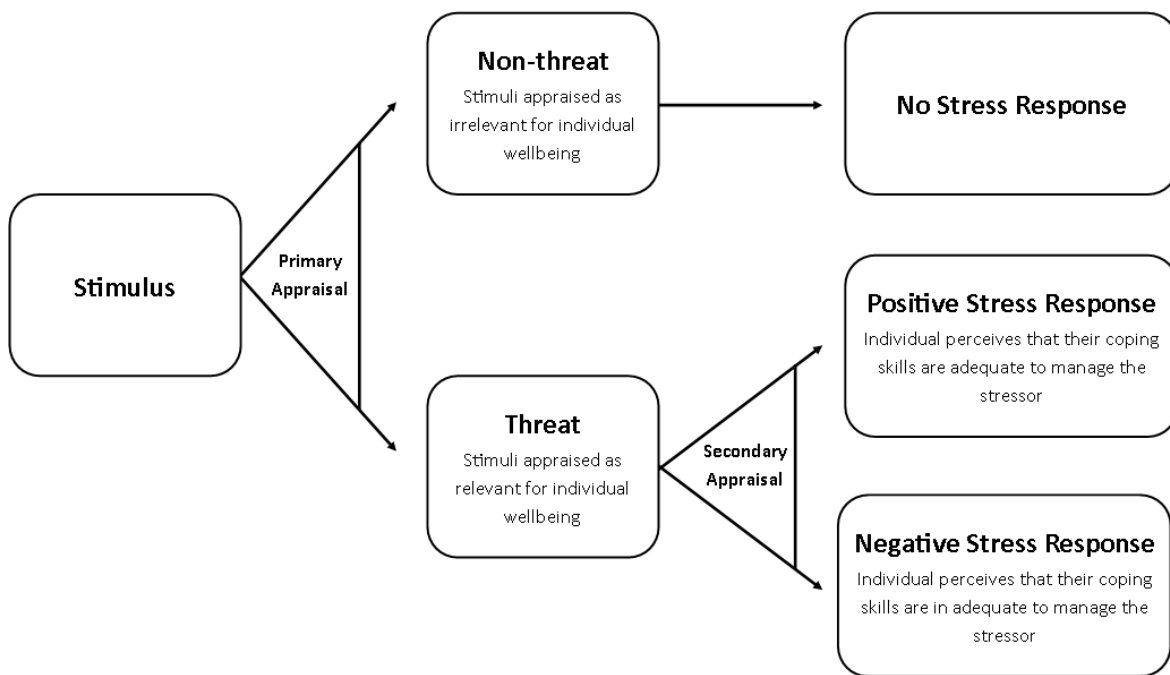 Stimulus
Primary
Appraisal
Non-threat
Stimuli appraised as
irrelevant for individual
wellbeing
No Stress Response
Threat
Stimuli appraised as
relevant for individual
wellbeing
Secondary
Appraisal
Positive Stress Response
Individual perceives that their coping
skills are adequate to manage the
stressor
Negative Stress Response
Individual perceives that their coping
skills are in adequate to manage the
stressor